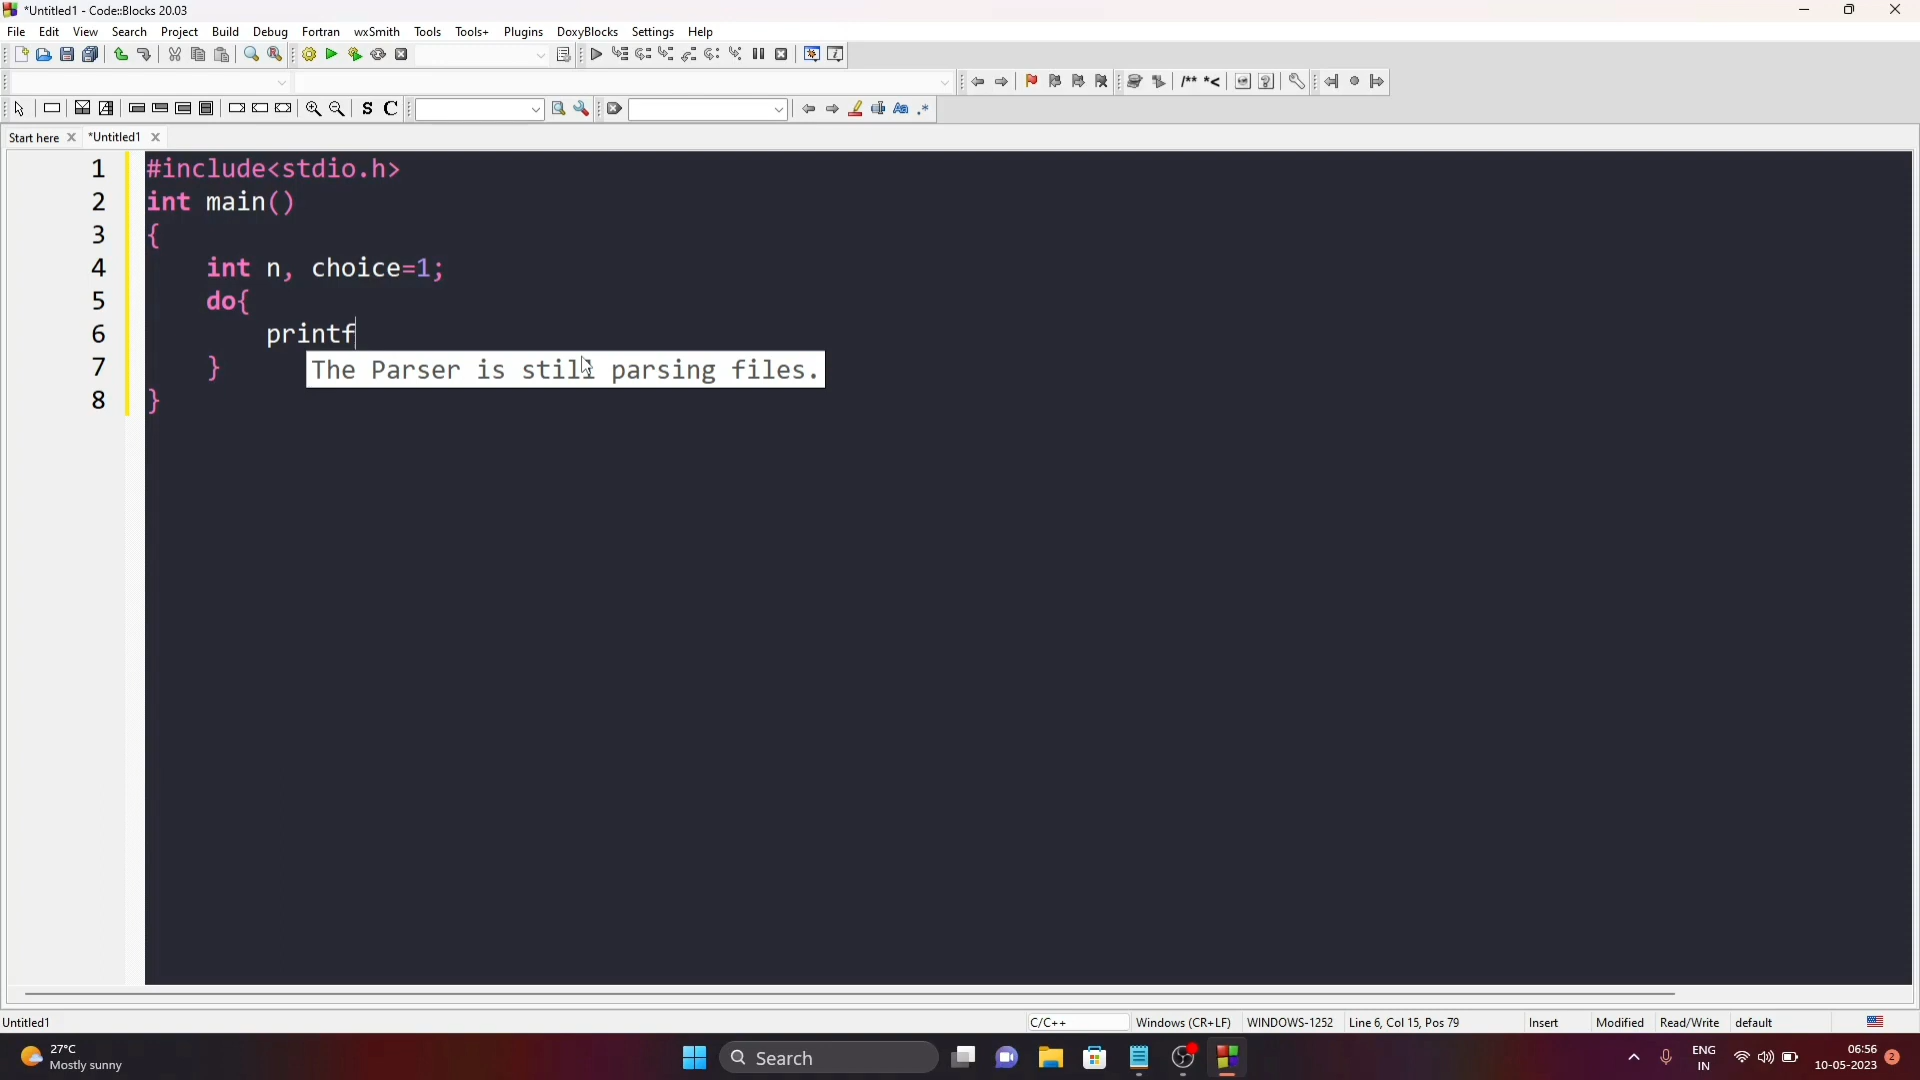 *Untitled1 - Code::Blocks 20.03
File Edit View Search Project Build Debug Fortran wxSmith Tools Tools+ Plugins DoxyBlocks Settings Help
/** *<
S C Aa .*
Start here *Untitled1
1 #include<stdio.h>
2 int main()
3 {
4 int n, choice=1;
5 do{
6 printf
7 } The Parser is still parsing files.
8 }
Untitled1 C/C++ Windows (CR+LF) WINDOWS-1252 Line 6, Col 15, Pos 79 Insert Modified Read/Write default
27°C
Mostly sunny
Search
ENG
IN
06:56
10-05-2023
2